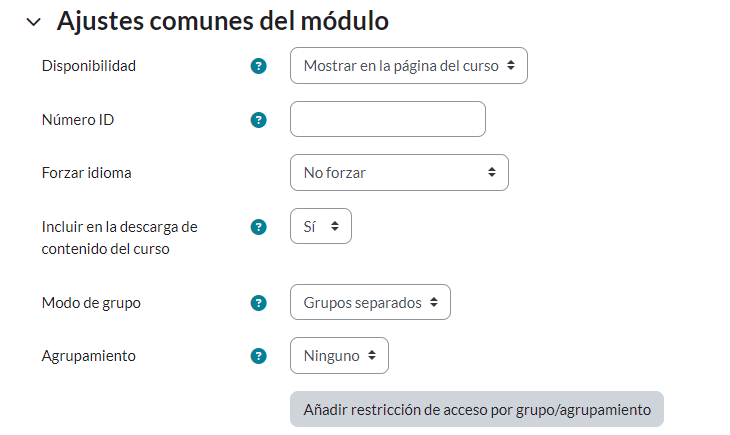 Ajustes comunes del módulo
Disponibilidad ? Mostrar en la página del curso
Número ID ?
Forzar idioma No forzar
Incluir en la descarga de ? Sí
contenido del curso
Modo de grupo ? Grupos separados
Agrupamiento ? Ninguno
Añadir restricción de acceso por grupo/agrupamiento